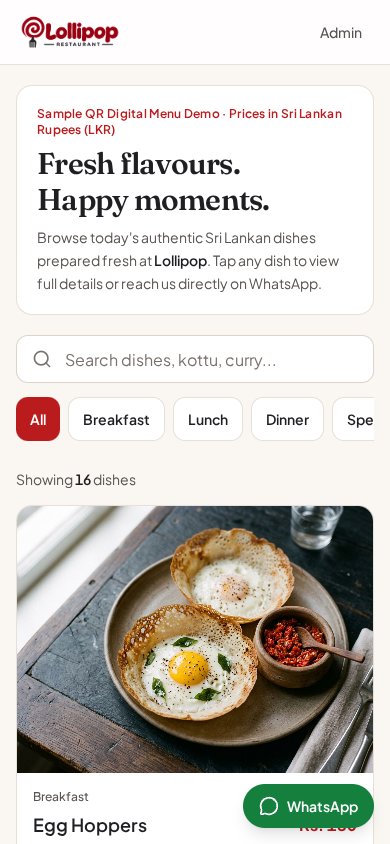 Lollipop
RESTAURANT
Admin
Sample QR Digital Menu Demo · Prices in Sri Lankan
Rupees (LKR)
Fresh flavours.
Happy moments.
Browse today's authentic Sri Lankan dishes
prepared fresh at Lollipop. Tap any dish to view
full details or reach us directly on WhatsApp.
Search dishes, kottu, curry...
All
Breakfast
Lunch
Dinner
Spe
Showing 16 dishes
Breakfast
WhatsApp
Egg Hoppers
Rs.